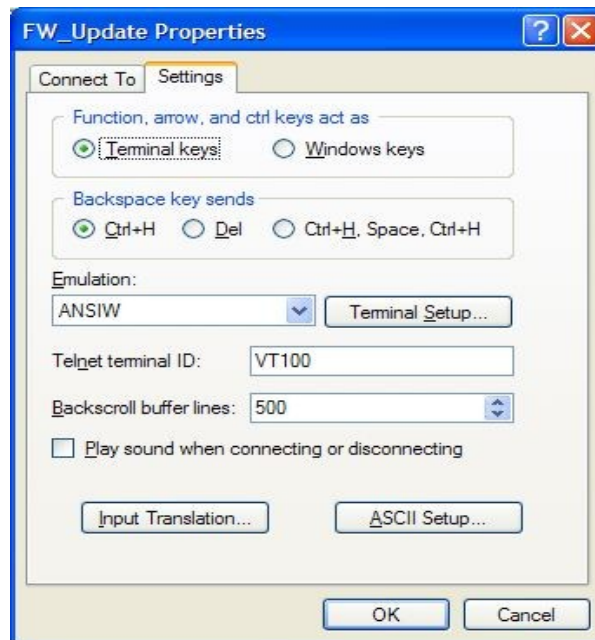 FW_Update Properties
?
Connect To Settings
Function, arrow, and ctrl keys act as
Terminal keys Windows keys
Backspace key sends
Ctrl+H Del Ctrl+H, Space, Ctrl+H
Emulation:
ANSIW Terminal Setup...
Telnet terminal ID: VT100
Backscroll buffer lines: 500
Play sound when connecting or disconnecting
Input Translation... ASCII Setup...
OK Cancel